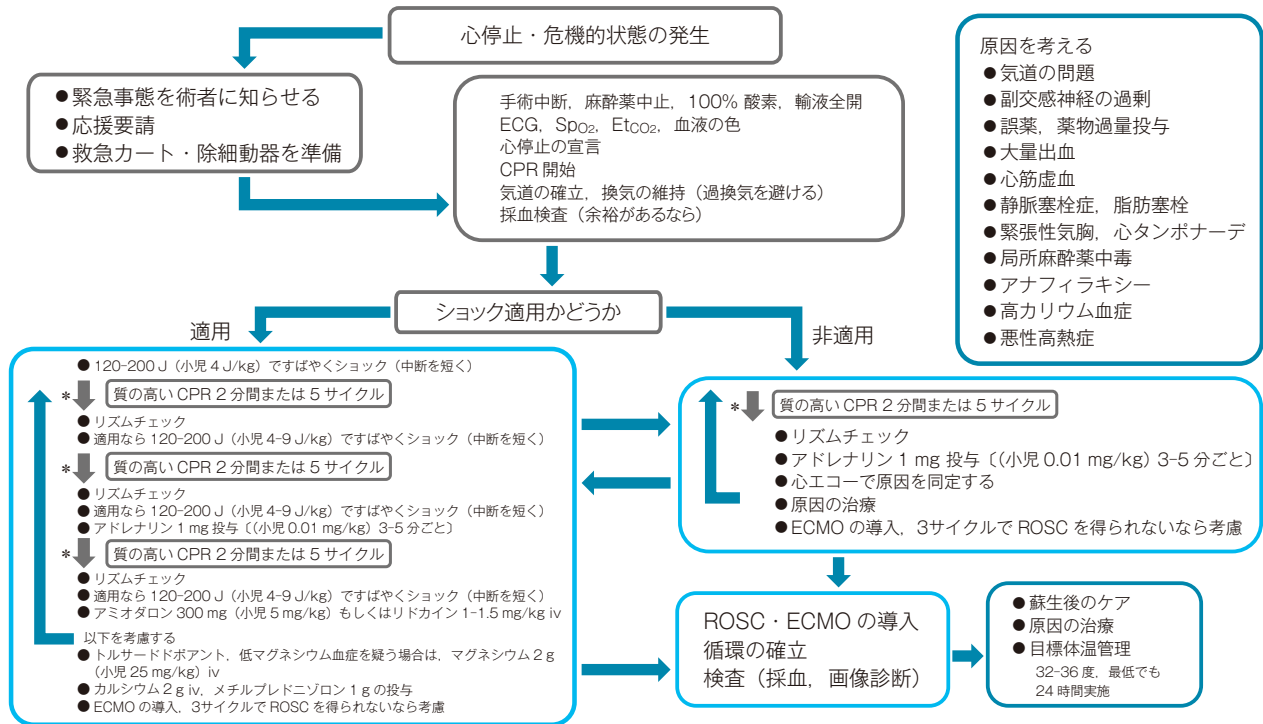 心停止・危機的状態の発生
●緊急事態を術者に知らせる
●応援要請
●救急カート・除細動器を準備
手術中断，麻酔薬中止，100% 酸素，輸液全開
ECG，SpO2，EtCO2，血液の色
心停止の宣言
CPR 開始
気道の確立，換気の維持（過換気を避ける）
採血検査（余裕があるなら）
原因を考える
●気道の問題
●副交感神経の過剰
●誤薬，薬物過量投与
●大量出血
●心筋虚血
●静脈塞栓症，脂肪塞栓
●緊張性気胸，心タンポナーデ
●局所麻酔薬中毒
●アナフィラキシー
●高カリウム血症
●悪性高熱症
ショック適用かどうか
適用
非適用
●120-200 J（小児 4 J/kg）ですばやくショック（中断を短く）
* 質の高い CPR 2 分間または 5 サイクル
●リズムチェック
●適用なら 120-200 J（小児 4-9 J/kg）ですばやくショック（中断を短く）
* 質の高い CPR 2 分間または 5 サイクル
●リズムチェック
●適用なら 120-200 J（小児 4-9 J/kg）ですばやくショック（中断を短く）
●アドレナリン 1 mg 投与〔（小児 0.01 mg/kg）3-5 分ごと〕
* 質の高い CPR 2 分間または 5 サイクル
●リズムチェック
●適用なら 120-200 J（小児 4-9 J/kg）ですばやくショック（中断を短く）
●アミオダロン 300 mg（小児 5 mg/kg）もしくはリドカイン 1-1.5 mg/kg iv
以下を考慮する
●トルサードドポアント，低マグネシウム血症を疑う場合は，マグネシウム 2 g
（小児 25 mg/kg）iv
●カルシウム 2 g iv，メチルプレドニゾロン 1 g の投与
●ECMO の導入，3サイクルで ROSC を得られないなら考慮
* 質の高い CPR 2 分間または 5 サイクル
●リズムチェック
●アドレナリン 1 mg 投与〔（小児 0.01 mg/kg）3-5 分ごと〕
●心エコーで原因を同定する
●原因の治療
●ECMO の導入，3サイクルで ROSC を得られないなら考慮
ROSC・ECMO の導入
循環の確立
検査（採血，画像診断）
●蘇生後のケア
●原因の治療
●目標体温管理
32-36 度，最低でも
24 時間実施